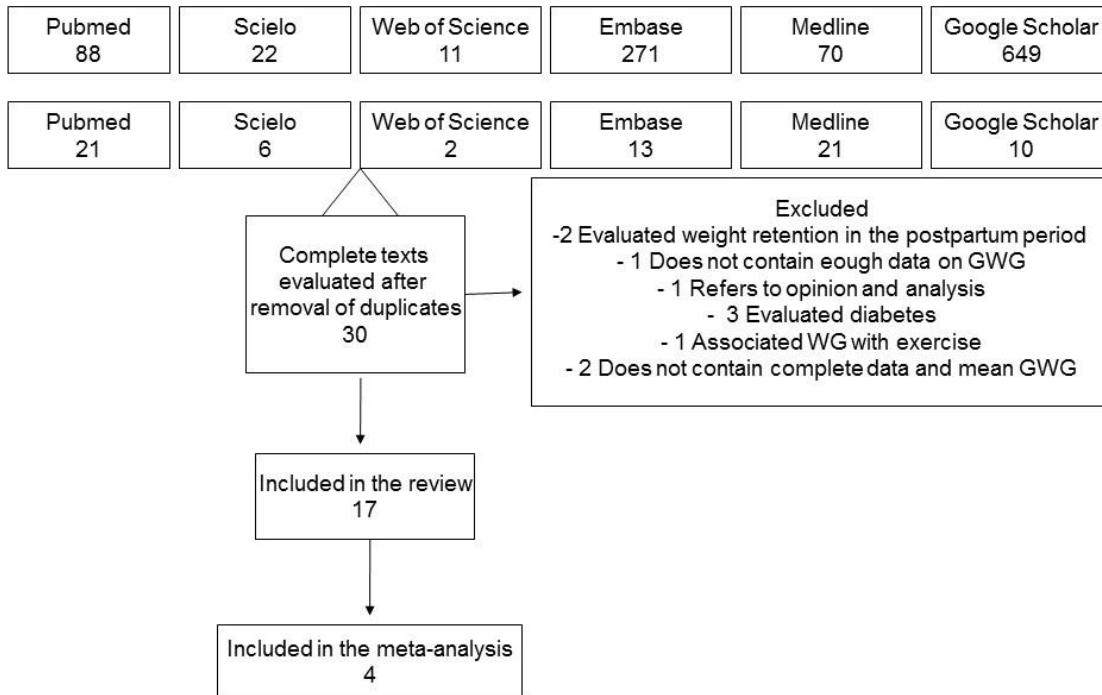 Pubmed
88
Scielo
22
Web of Science
11
Embase
271
Medline
70
Google Scholar
649
Pubmed
21
Scielo
6
Web of Science
2
Embase
13
Medline
21
Google Scholar
10
Complete texts
evaluated after
removal of duplicates
30
Excluded
-2 Evaluated weight retention in the postpartum period
- 1 Does not contain eough data on GWG
- 1 Refers to opinion and analysis
- 3 Evaluated diabetes
- 1 Associated WG with exercise
- 2 Does not contain complete data and mean GWG
Included in the review
17
Included in the meta-analysis
4